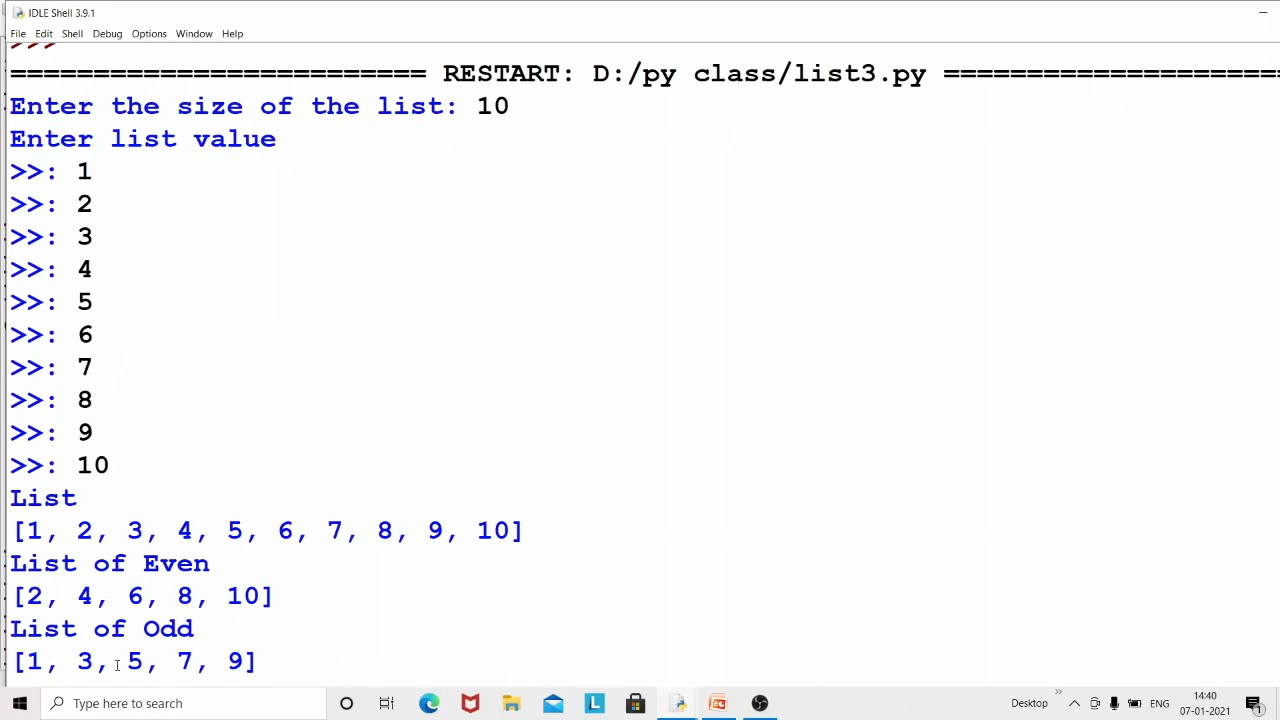 IDLE Shell 3.9.1
File Edit Shell Debug Options Window Help
>>>
========================= RESTART: D:/py class/list3.py =====================
Enter the size of the list: 10
Enter list value
>>: 1
>>: 2
>>: 3
>>: 4
>>: 5
>>: 6
>>: 7
>>: 8
>>: 9
>>: 10
List
[1, 2, 3, 4, 5, 6, 7, 8, 9, 10]
List of Even
[2, 4, 6, 8, 10]
List of Odd
[1, 3, 5, 7, 9]
Type here to search
Desktop
ENG
14:40
07-01-2021
1